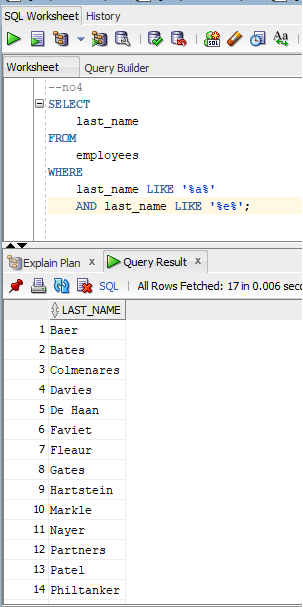 SQL Worksheet History
Worksheet Query Builder
--no4
SELECT
last_name
FROM
employees
WHERE
last_name LIKE '%a%'
AND last_name LIKE '%e%';
Explain Plan x Query Result x
SQL | All Rows Fetched: 17 in 0.006 seco
LAST_NAME
1 Baer
2 Bates
3 Colmenares
4 Davies
5 De Haan
6 Faviet
7 Fleaur
8 Gates
9 Hartstein
10 Markle
11 Nayer
12 Partners
13 Patel
14 Philtanker